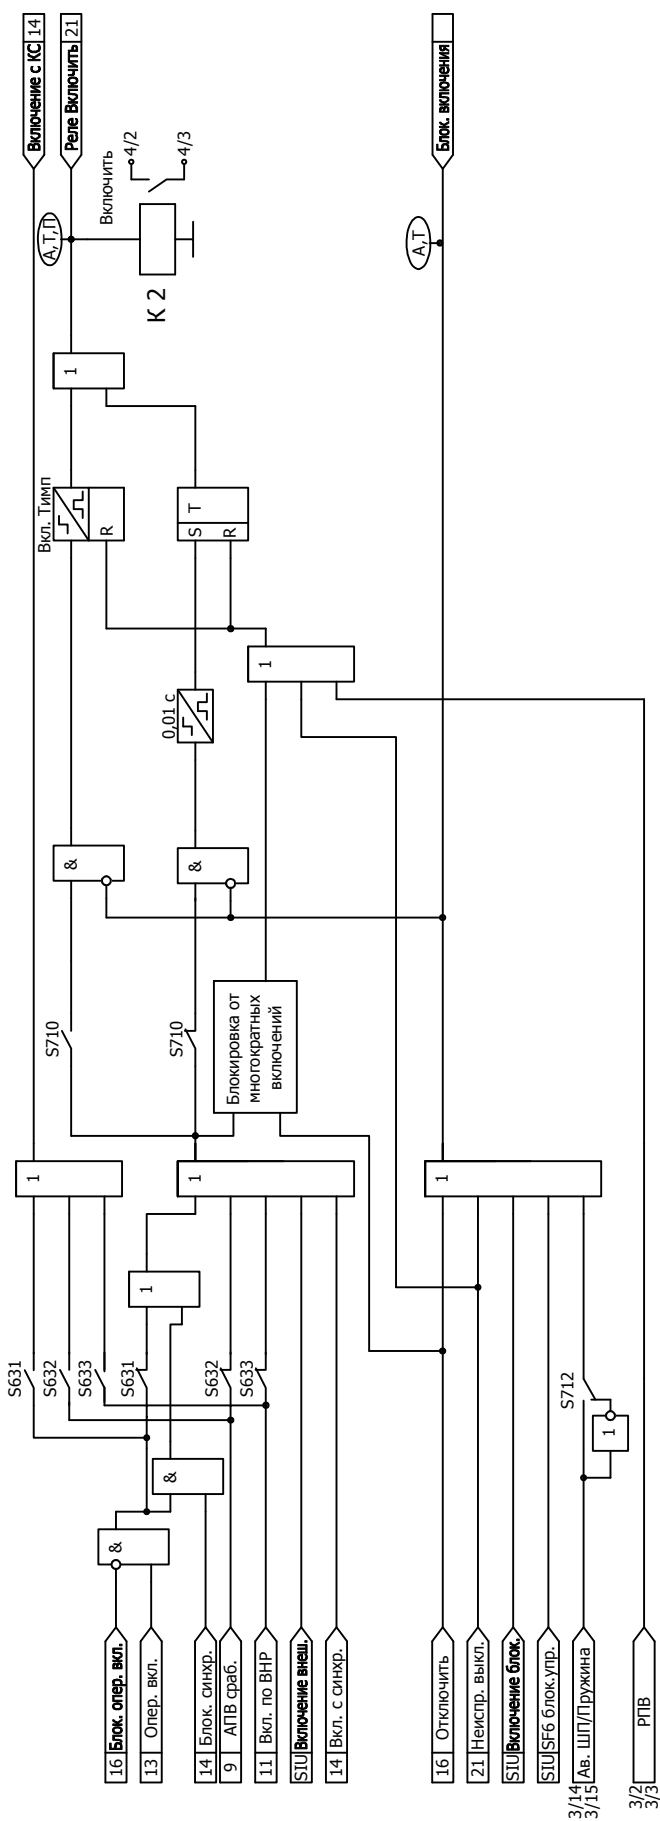 Включение с КС 14
Реле Включить 21
Блок. включения
А,Т,П
Включить
4/2
4/3
К 2
А,Т
1
Вкл. Тимп
R
S T
R
1
0,01 с
&
&
S710
S710
Блокировка от
многократных
включений
1
1
1
1
S631
S632
S633
S631
S632
S633
S712
1
&
&
16 Блок. опер. вкл.
13 Опер. вкл.
14 Блок. синхр.
9 АПВ сраб.
11 Вкл. по ВНР
SIU Включение внеш.
14 Вкл. с синхр.
16 Отключить
21 Неиспр. выкл.
SIU Включение блок.
SIU SF6 блок.упр.
3/14
3/15
Ав. ШП/Пружина
3/2
3/3
РПВ